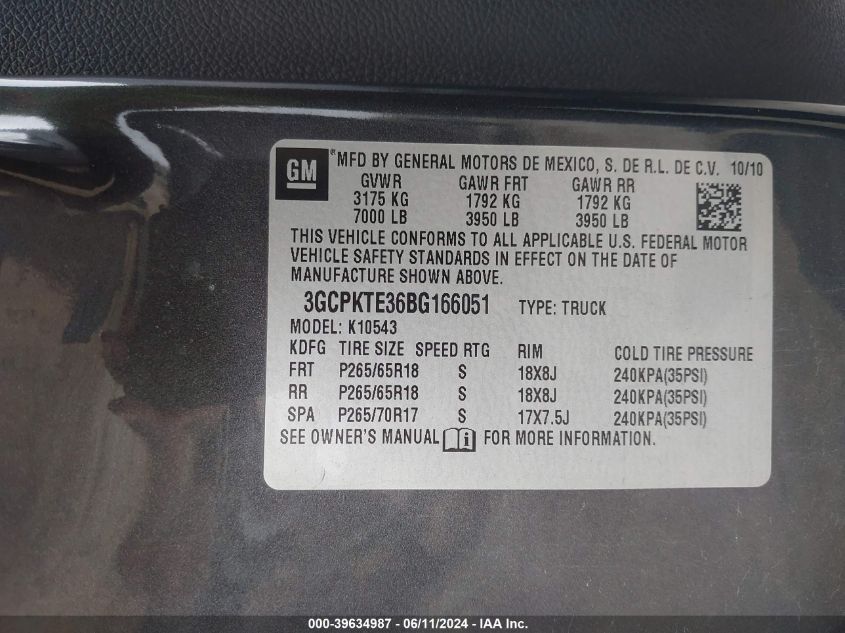 GM ® MFD BY GENERAL MOTORS DE MEXICO, S. DE R.L. DE C.V. 10/10
GVWR GAWR FRT GAWR RR
3175 KG 1792 KG 1792 KG
7000 LB 3950 LB 3950 LB
THIS VEHICLE CONFORMS TO ALL APPLICABLE U.S. FEDERAL MOTOR
VEHICLE SAFETY STANDARDS IN EFFECT ON THE DATE OF
MANUFACTURE SHOWN ABOVE.
3GCPKTE36BG166051 TYPE: TRUCK
MODEL: K10543
KDFG TIRE SIZE SPEED RTG RIM COLD TIRE PRESSURE
FRT P265/65R18 S 18X8J 240KPA(35PSI)
RR P265/65R18 S 18X8J 240KPA(35PSI)
SPA P265/70R17 S 17X7.5J 240KPA(35PSI)
SEE OWNER'S MANUAL i FOR MORE INFORMATION.
000-39634987 - 06/11/2024 - IAA Inc.